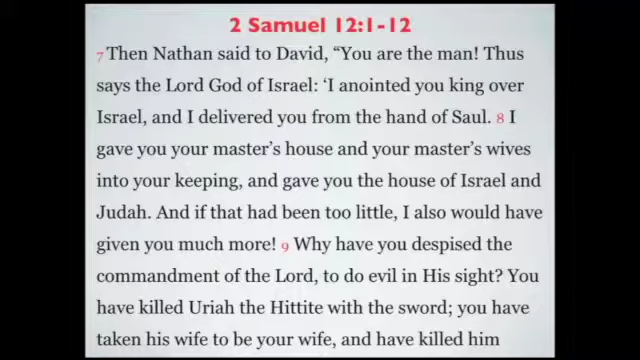 2 Samuel 12:1-12
7 Then Nathan said to David, “You are the man! Thus
says the Lord God of Israel: ‘I anointed you king over
Israel, and I delivered you from the hand of Saul. 8 I
gave you your master’s house and your master’s wives
into your keeping, and gave you the house of Israel and
Judah. And if that had been too little, I also would have
given you much more! 9 Why have you despised the
commandment of the Lord, to do evil in His sight? You
have killed Uriah the Hittite with the sword; you have
taken his wife to be your wife, and have killed him